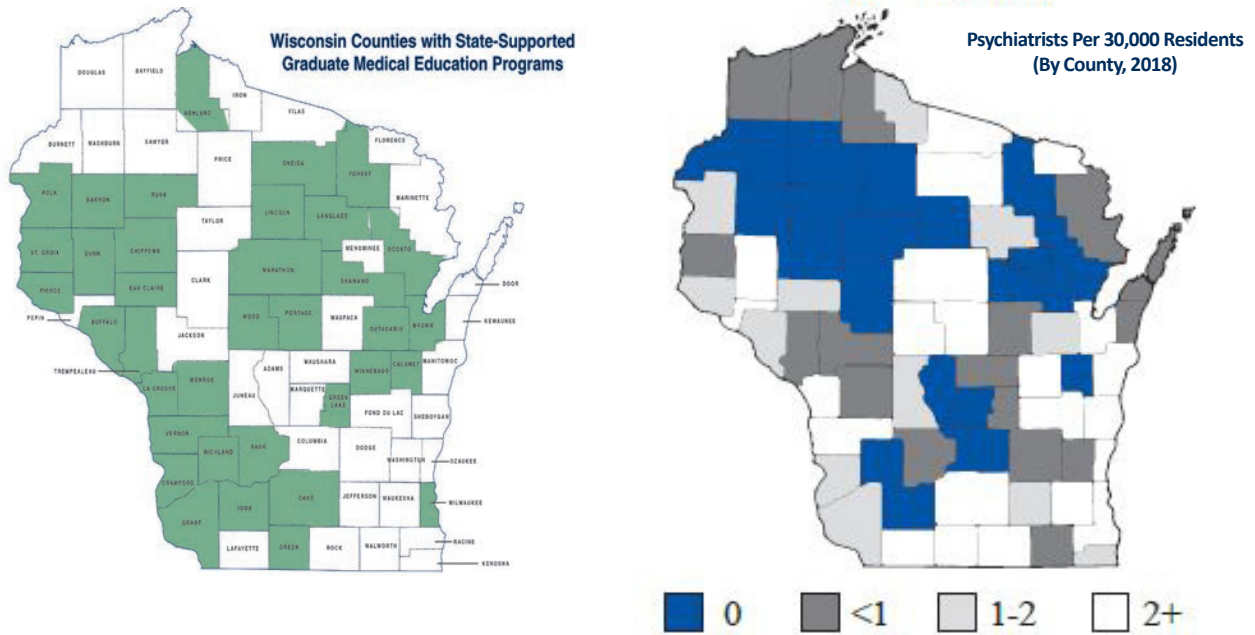 Wisconsin Counties with State-Supported
Graduate Medical Education Programs
DOUGLAS
BAYFIELD
ASHLAND
IRON
VILAS
BURNETT
WASHBURN
SAWYER
PRICE
ONEIDA
FOREST
FLORENCE
MARINETTE
POLK
BARRON
RUSK
TAYLOR
LINCOLN
LANGLADE
MENOMINEE
OCONTO
ST. CROIX
DUNN
CHIPPEWA
CLARK
MARATHON
SHAWANO
DOOR
PIERCE
EAU CLAIRE
PEPIN
BUFFALO
JACKSON
WOOD
PORTAGE
WAUPACA
OUTAGAMIE
BROWN
KEWAUNEE
TREMPEALEAU
LA CROSSE
MONROE
JUNEAU
ADAMS
WAUSHARA
MARQUETTE
GREEN
LAKE
WINNEBAGO
CALUMET
MANITOWOC
FOND DU LAC
SHEBOYGAN
VERNON
RICHLAND
SAUK
COLUMBIA
DODGE
WASHINGTON
OZAUKEE
CRAWFORD
GRANT
IOWA
DANE
JEFFERSON
WAUKESHA
MILWAUKEE
LAFAYETTE
GREEN
ROCK
WALWORTH
RACINE
KENOSHA
Psychiatrists Per 30,000 Residents
(By County, 2018)
0 <1 1-2 2+